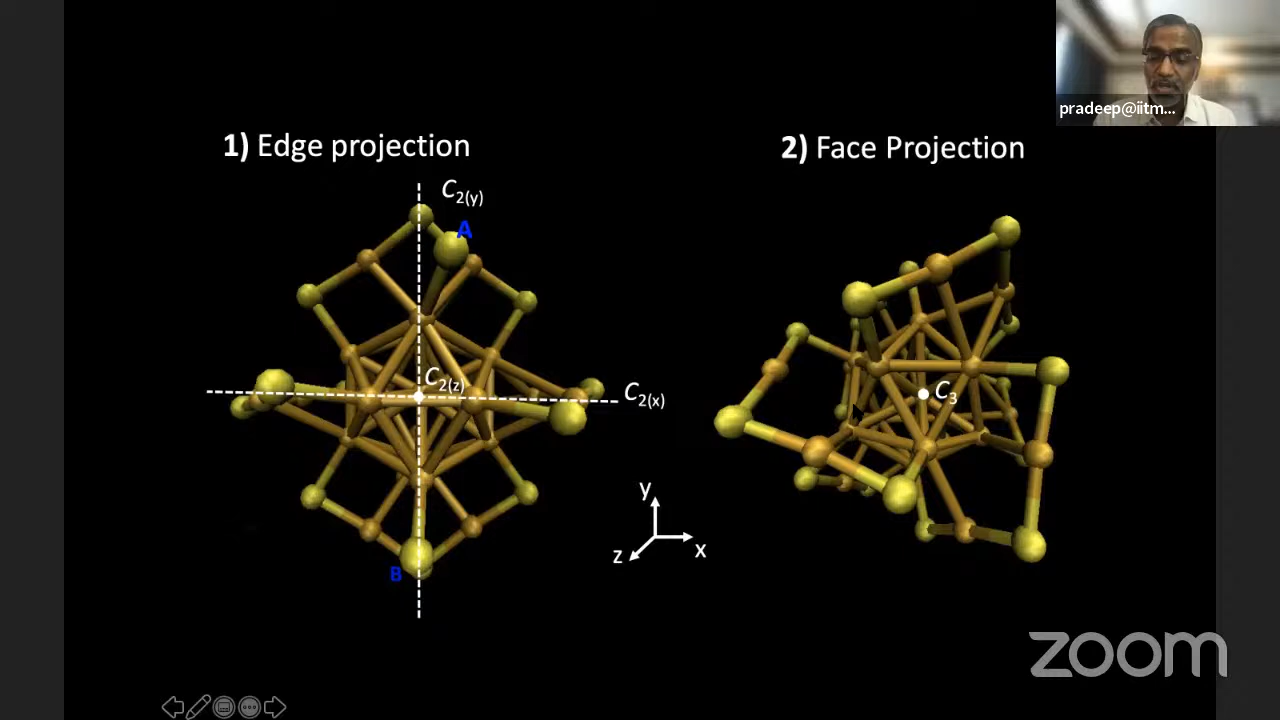 pradeep@iitm...
1) Edge projection
2) Face Projection
C2(y)
A
C2(z)
C2(x)
C3
y
z
x
B
zoom